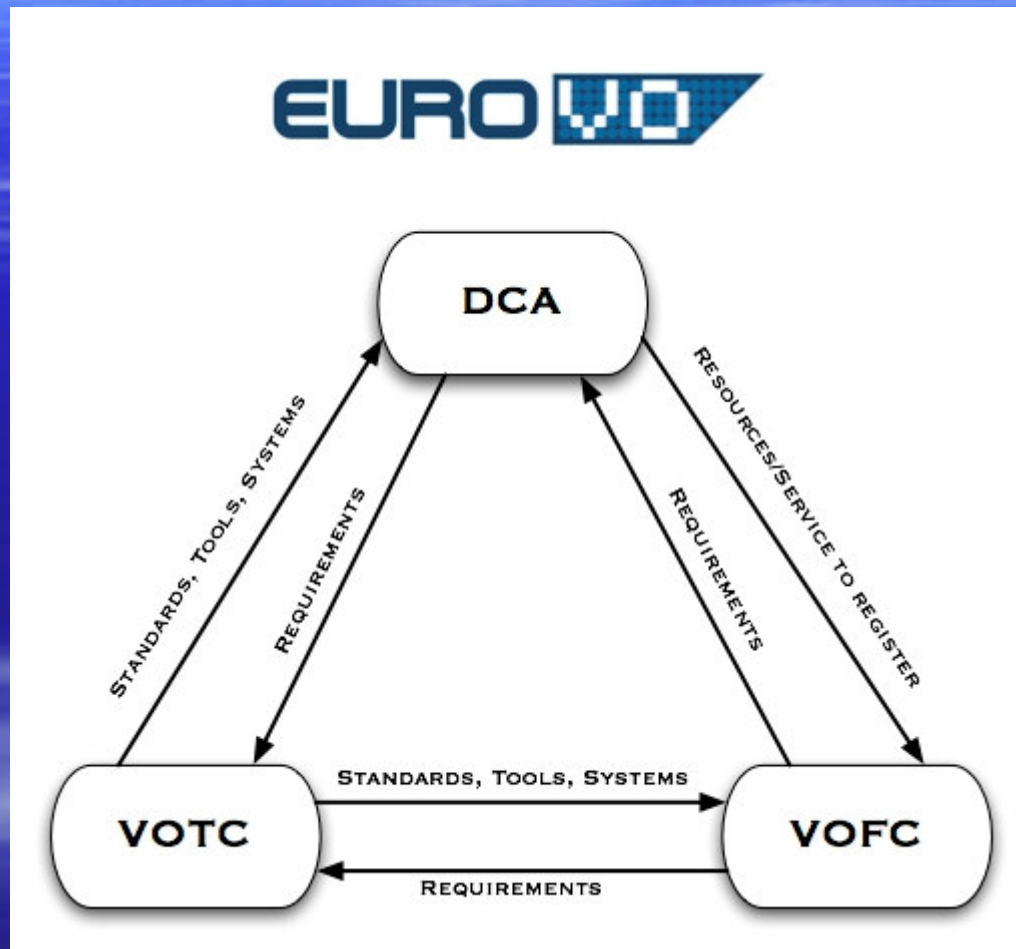 EURO VO
DCA
Standards, Tools, Systems
Requirements
Requirements
Resources/Service to register
Standards, Tools, Systems
VOTC
VOFC
Requirements